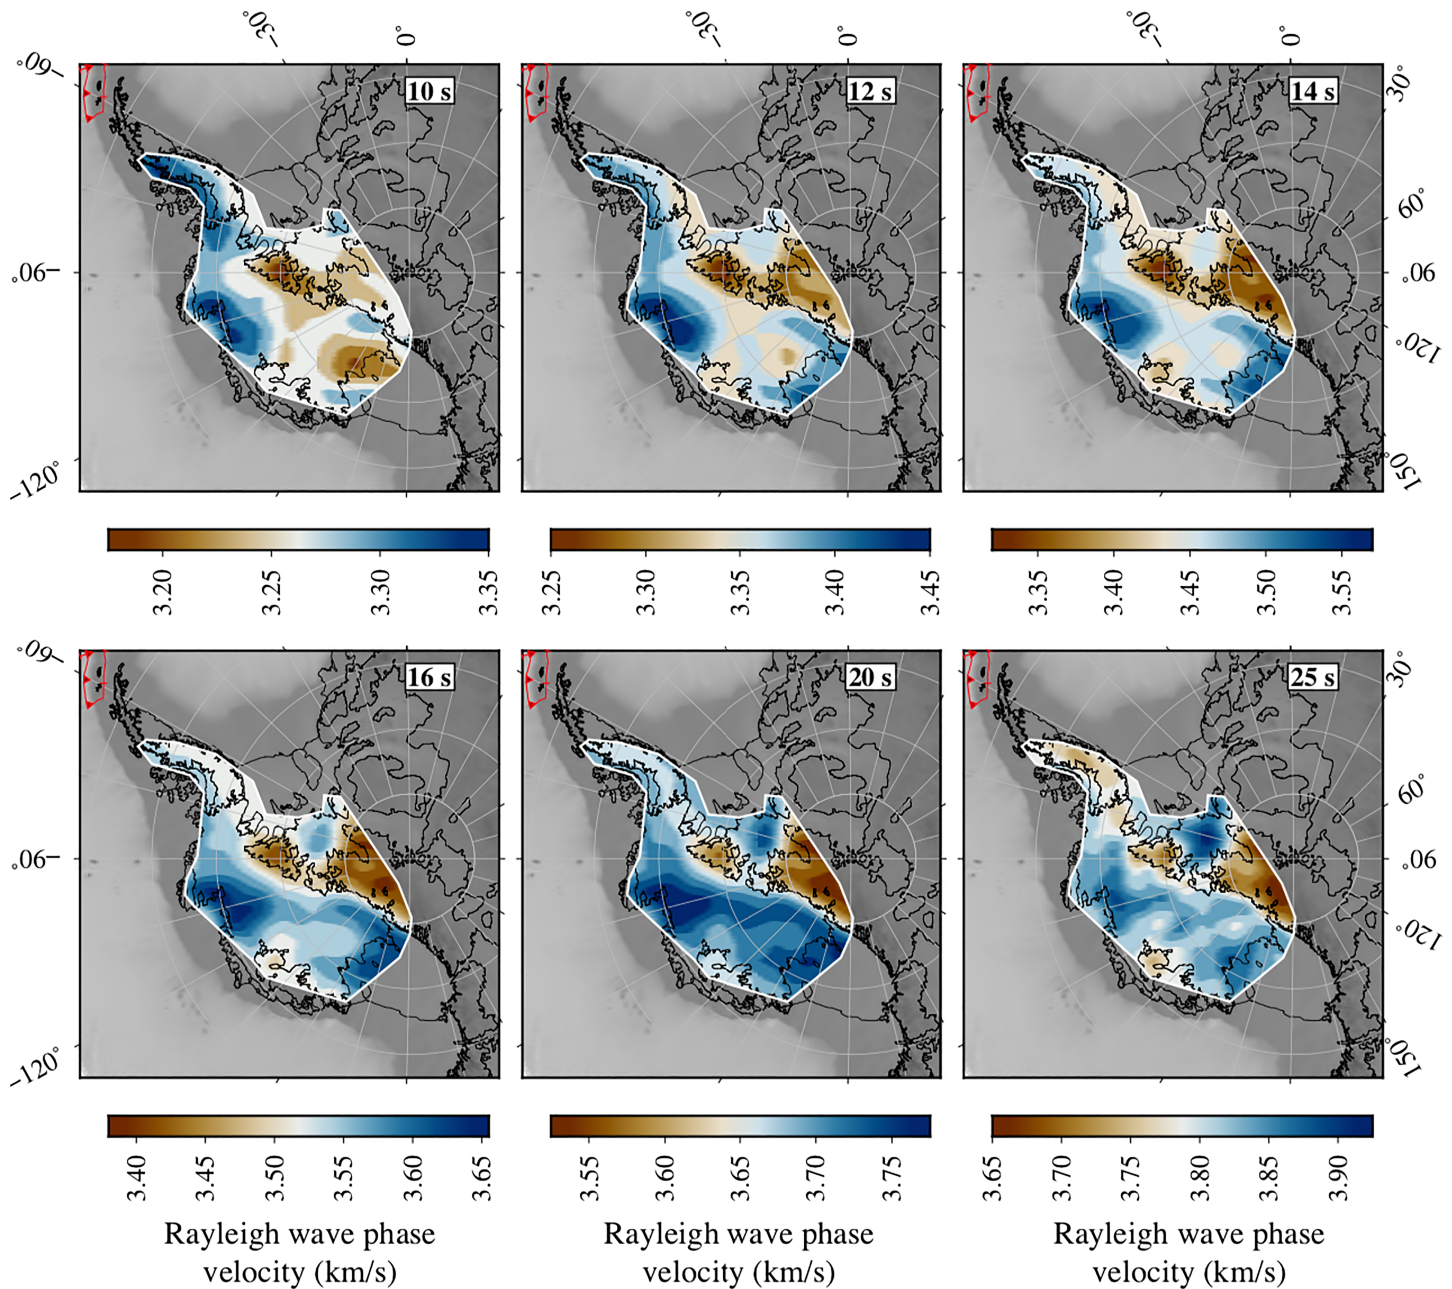 −30° 0° −30° 0° −30° 0°
−60° 10 s 12 s 14 s 30°
60°
−90° 90°
120°
−120° 150°
3.20 3.25 3.30 3.35 3.25 3.30 3.35 3.40 3.45 3.35 3.40 3.45 3.50 3.55
−60° 16 s 20 s 25 s 30°
60°
−90° 90°
120°
−120° 150°
3.40 3.45 3.50 3.55 3.60 3.65 3.55 3.60 3.65 3.70 3.75 3.65 3.70 3.75 3.80 3.85 3.90
Rayleigh wave phase Rayleigh wave phase Rayleigh wave phase
velocity (km/s) velocity (km/s) velocity (km/s)